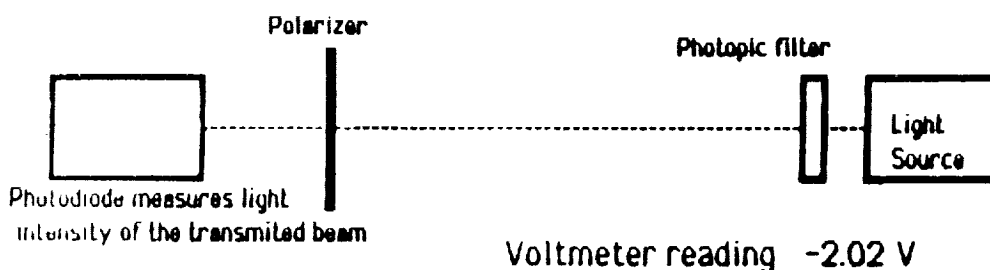 Polarizer
Photopic filter
Light
Source
Photodiode measures light
intensity of the transmited beam
Voltmeter reading -2.02 V